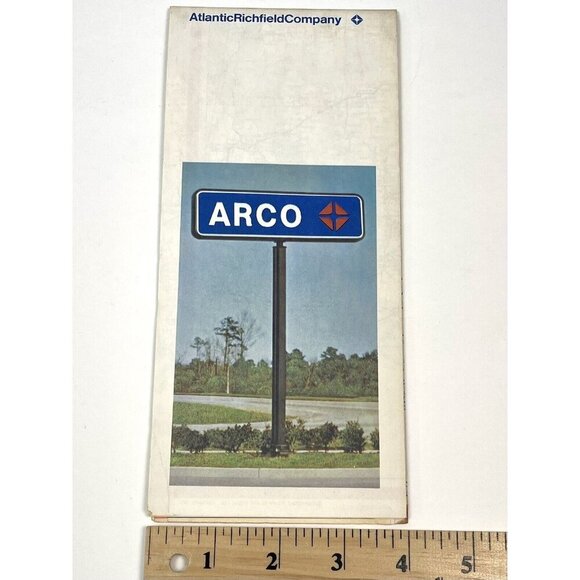 AtlanticRichfieldCompany
ARCO
1 2 3 4 5